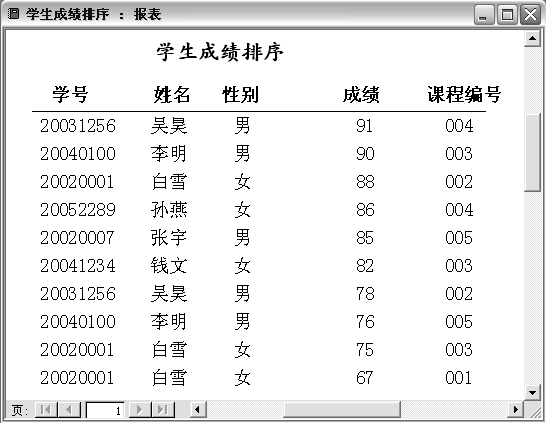 学生成绩排序 : 报表
学生成绩排序
学号 姓名 性别 成绩 课程编号
20031256 吴昊 男 91 004
20040100 李明 男 90 003
20020001 白雪 女 88 002
20052289 孙燕 女 86 004
20020007 张宇 男 85 005
20041234 钱文 女 82 003
20031256 吴昊 男 78 002
20040100 李明 男 76 005
20020001 白雪 女 75 003
20020001 白雪 女 67 001
页: 1